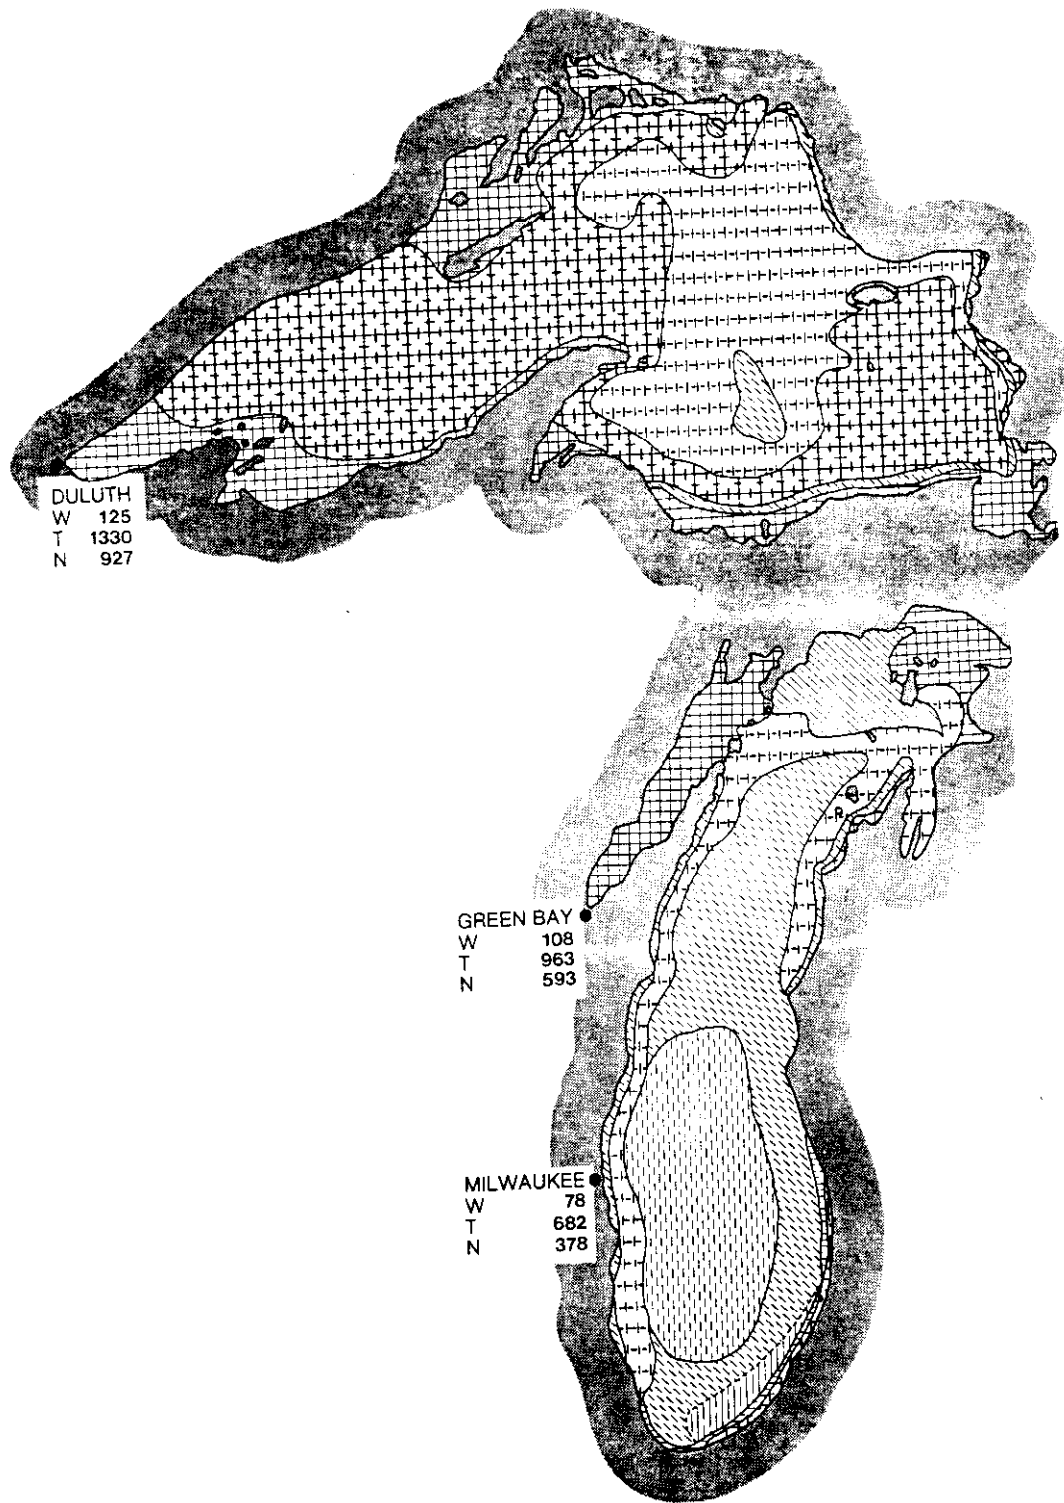 DULUTH
W 125
T 1330
N 927
GREEN BAY
W 108
T 963
N 593
MILWAUKEE
W 78
T 682
N 378